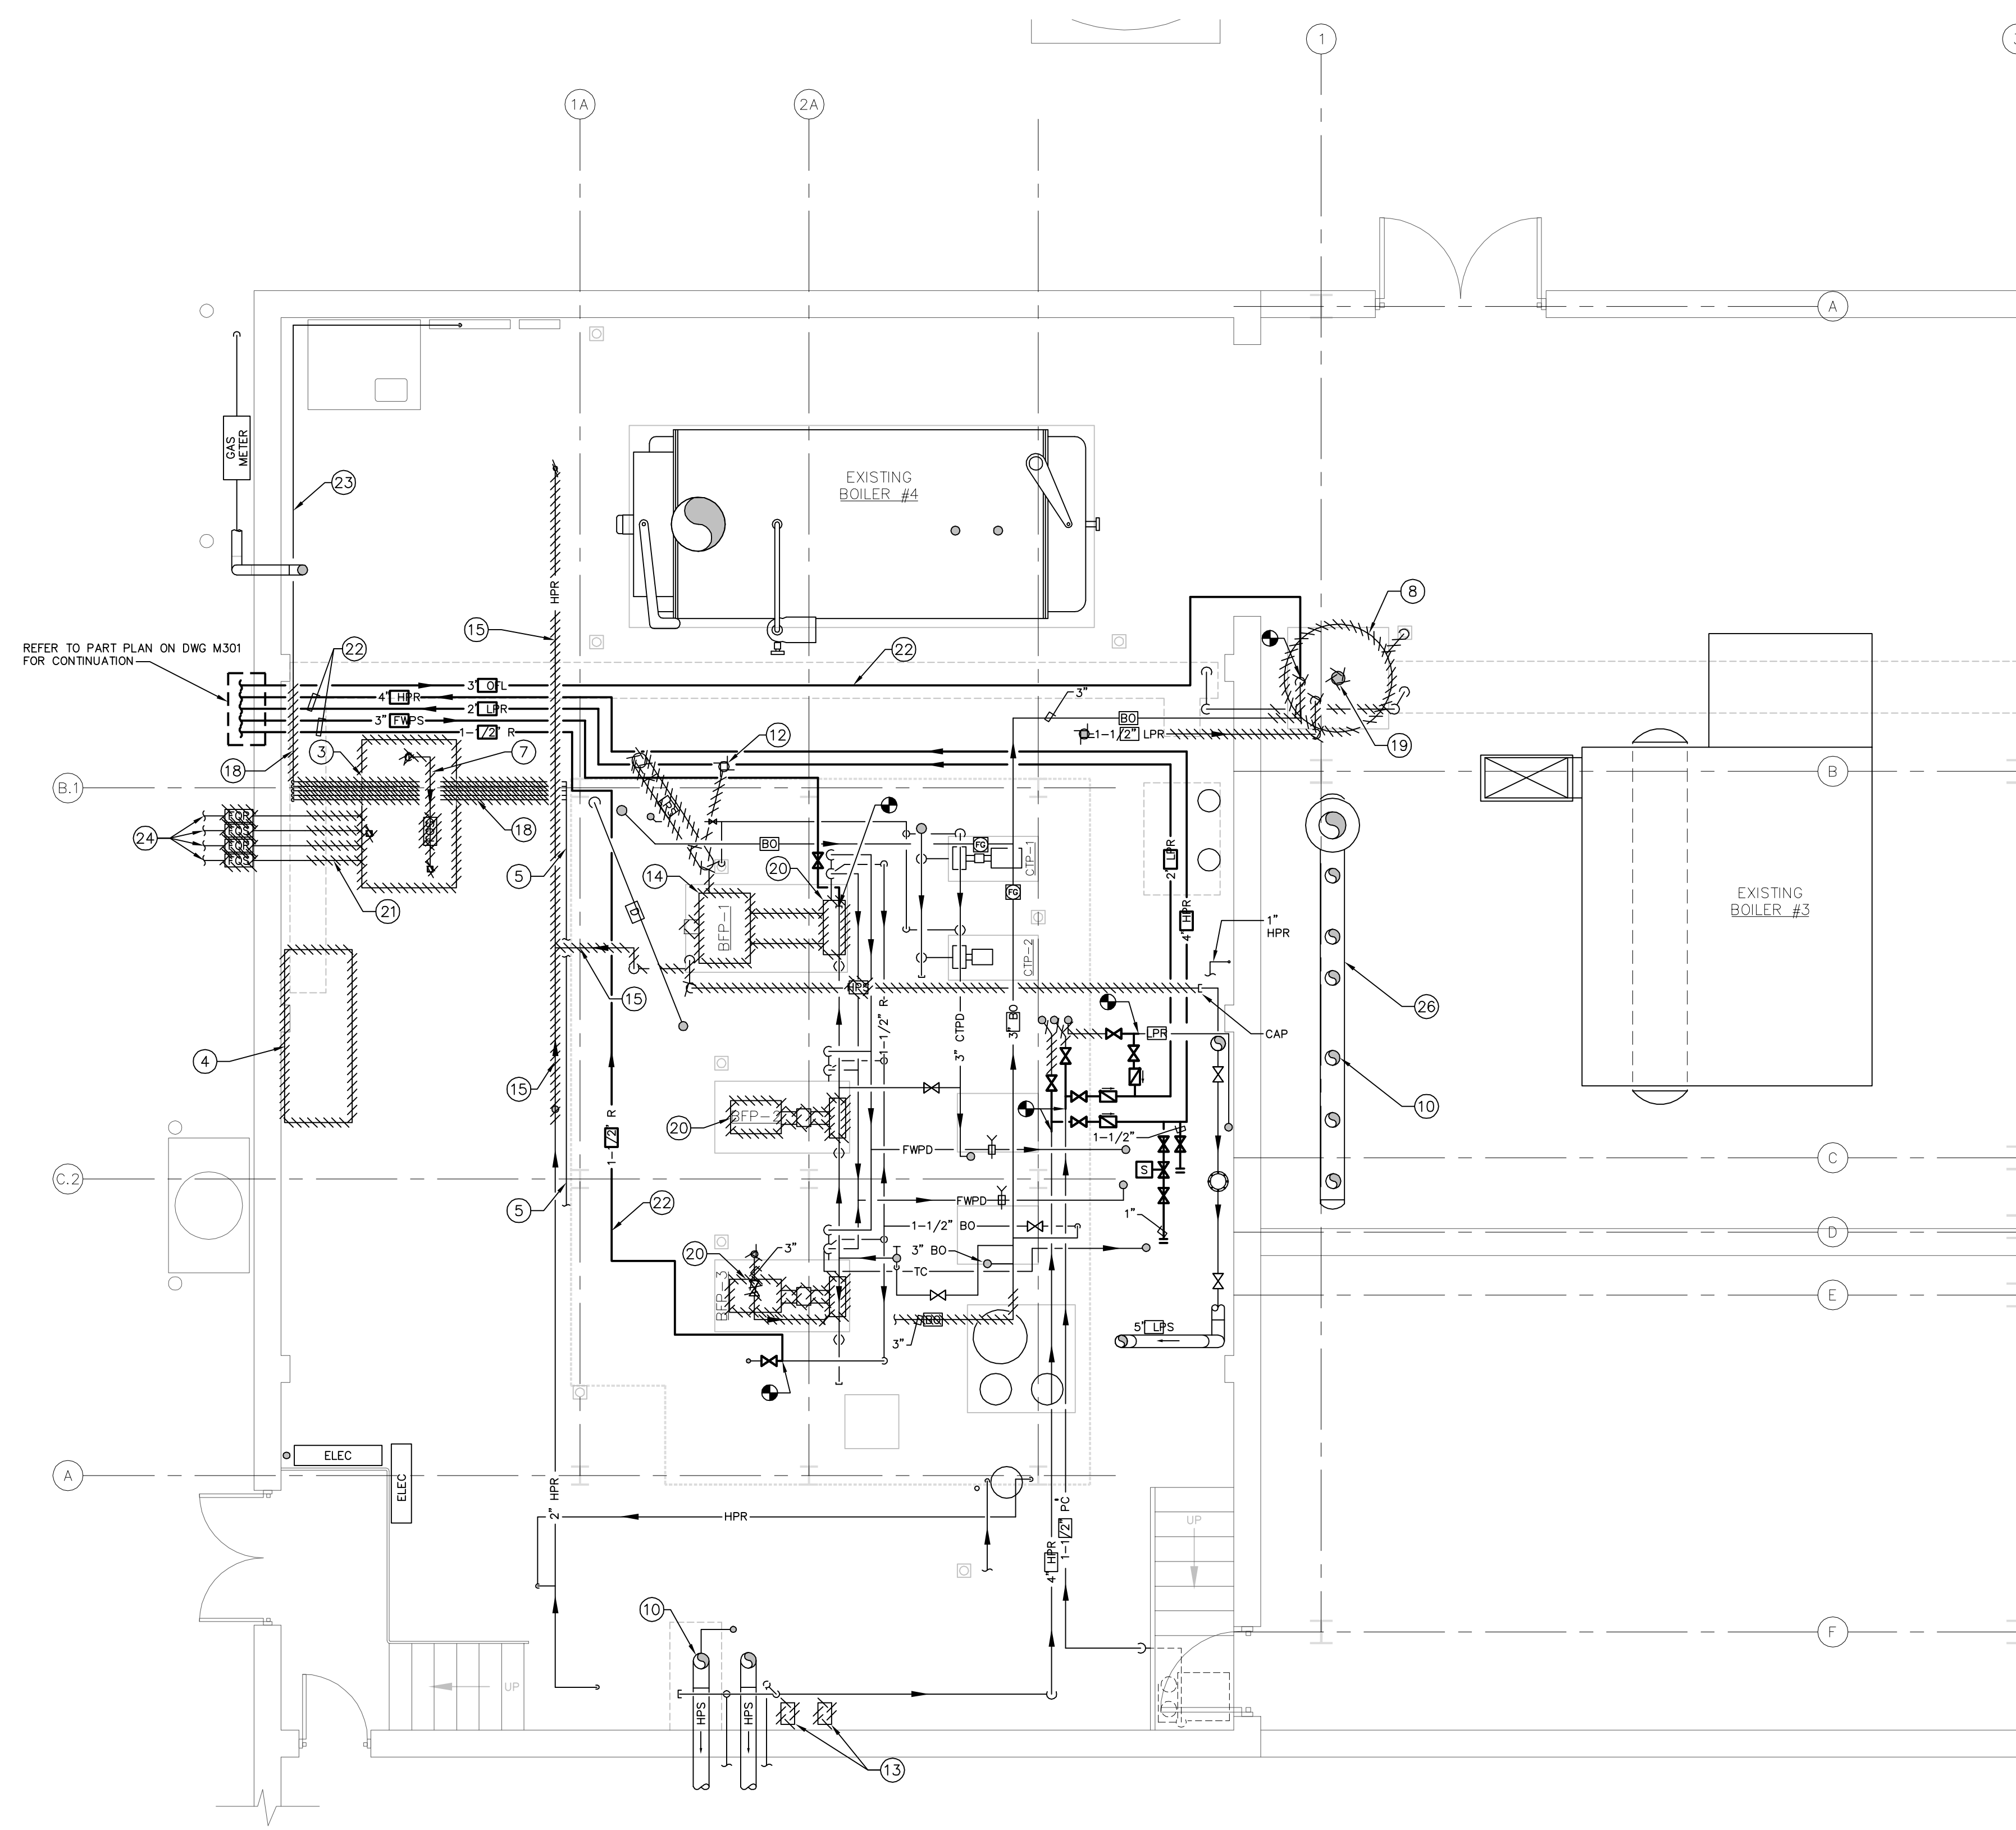 1
1A
2A
A
EXISTING
BOILER #4
GAS
METER
23
8
15
22
22
REFER TO PART PLAN ON DWG M301
FOR CONTINUATION
HPR
3" OFL
4" HPR
2" LPR
3" FWPS
1-1/2" R
3"
BO
1-1/2" LPR
19
3
7
12
18
B.1
B
24
FOR
FOS
FOR
FOS
18
BO
FG
CTP-1
5
14
20
2" LPR
FG
EXISTING
BOILER #3
21
BFP-1
4" HPR
1"
HPR
CTP-2
15
HPS
26
1-1/2" R
3" CTPD
3" BO
LPR
CAP
4
15
10
BFP-2
20
1-1/2" R
1-1/2"
FWPD
S
C
C.2
5
22
FWPD
1"
1-1/2" BO
D
20
3"
3" BO
TC
BFP-3
E
3"
5" LPS
ELEC
ELEC
A
2" HPR
HPR
4" HPR
1-1/2" PC
UP
10
F
UP
HPS
HPS
13